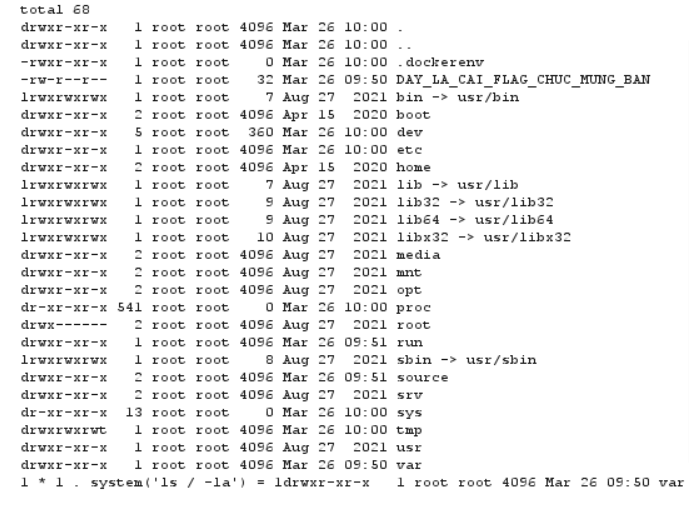 total 68
drwxr-xr-x   1 root root 4096 Mar 26 10:00 .
drwxr-xr-x   1 root root 4096 Mar 26 10:00 ..
-rwxr-xr-x   1 root root    0 Mar 26 10:00 .dockerenv
-rw-r--r--   1 root root   32 Mar 26 09:50 DAY_LA_CAI_FLAG_CHUC_MUNG_BAN
lrwxrwxrwx   1 root root    7 Aug 27  2021 bin -> usr/bin
drwxr-xr-x   2 root root 4096 Apr 15  2020 boot
drwxr-xr-x   5 root root  360 Mar 26 10:00 dev
drwxr-xr-x   1 root root 4096 Mar 26 10:00 etc
drwxr-xr-x   2 root root 4096 Apr 15  2020 home
lrwxrwxrwx   1 root root    7 Aug 27  2021 lib -> usr/lib
lrwxrwxrwx   1 root root    9 Aug 27  2021 lib32 -> usr/lib32
lrwxrwxrwx   1 root root    9 Aug 27  2021 lib64 -> usr/lib64
lrwxrwxrwx   1 root root   10 Aug 27  2021 libx32 -> usr/libx32
drwxr-xr-x   2 root root 4096 Aug 27  2021 media
drwxr-xr-x   2 root root 4096 Aug 27  2021 mnt
drwxr-xr-x   2 root root 4096 Aug 27  2021 opt
dr-xr-xr-x 541 root root    0 Mar 26 10:00 proc
drwx------   2 root root 4096 Aug 27  2021 root
drwxr-xr-x   1 root root 4096 Mar 26 09:51 run
lrwxrwxrwx   1 root root    8 Aug 27  2021 sbin -> usr/sbin
drwxr-xr-x   2 root root 4096 Mar 26 09:51 source
drwxr-xr-x   2 root root 4096 Aug 27  2021 srv
dr-xr-xr-x  13 root root    0 Mar 26 10:00 sys
drwxrwxrwt   1 root root 4096 Mar 26 10:00 tmp
drwxr-xr-x   1 root root 4096 Aug 27  2021 usr
drwxr-xr-x   1 root root 4096 Mar 26 09:50 var
1 * 1 . system('ls / -la') = 1drwxr-xr-x   1 root root 4096 Mar 26 09:50 var